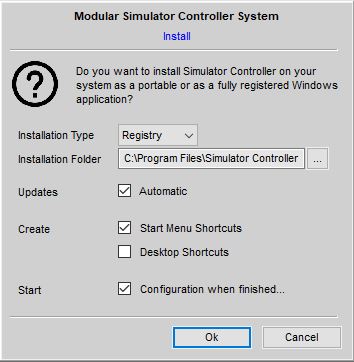 Modular Simulator Controller System
Install
Do you want to install Simulator Controller on your
system as a portable or as a fully registered Windows
application?
Installation Type Registry
Installation Folder C:\Program Files\Simulator Controller ...
Updates Automatic
Create Start Menu Shortcuts
Desktop Shortcuts
Start Configuration when finished...
Ok Cancel